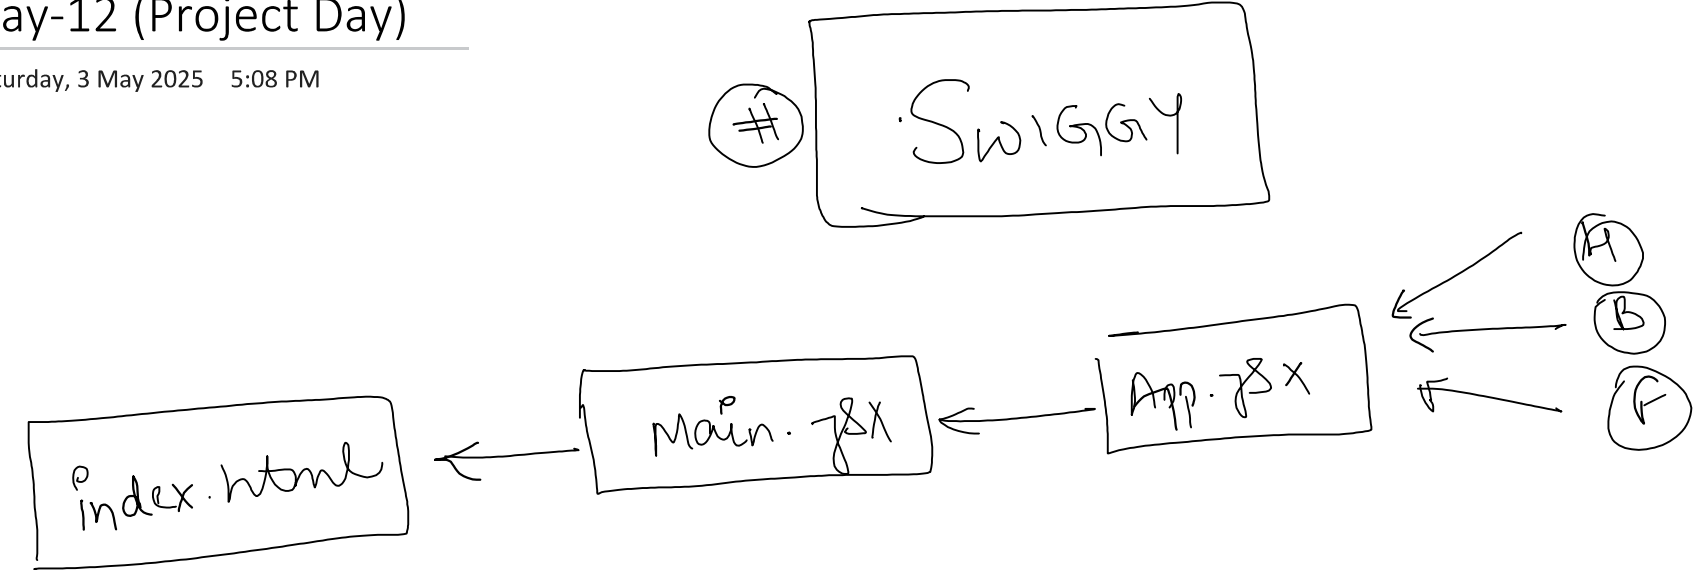 ay-12 (Project Day)
turday, 3 May 2025 5:08 PM
# SWIGGY
H
B
F
App.jsx
Main.jsx
index.html